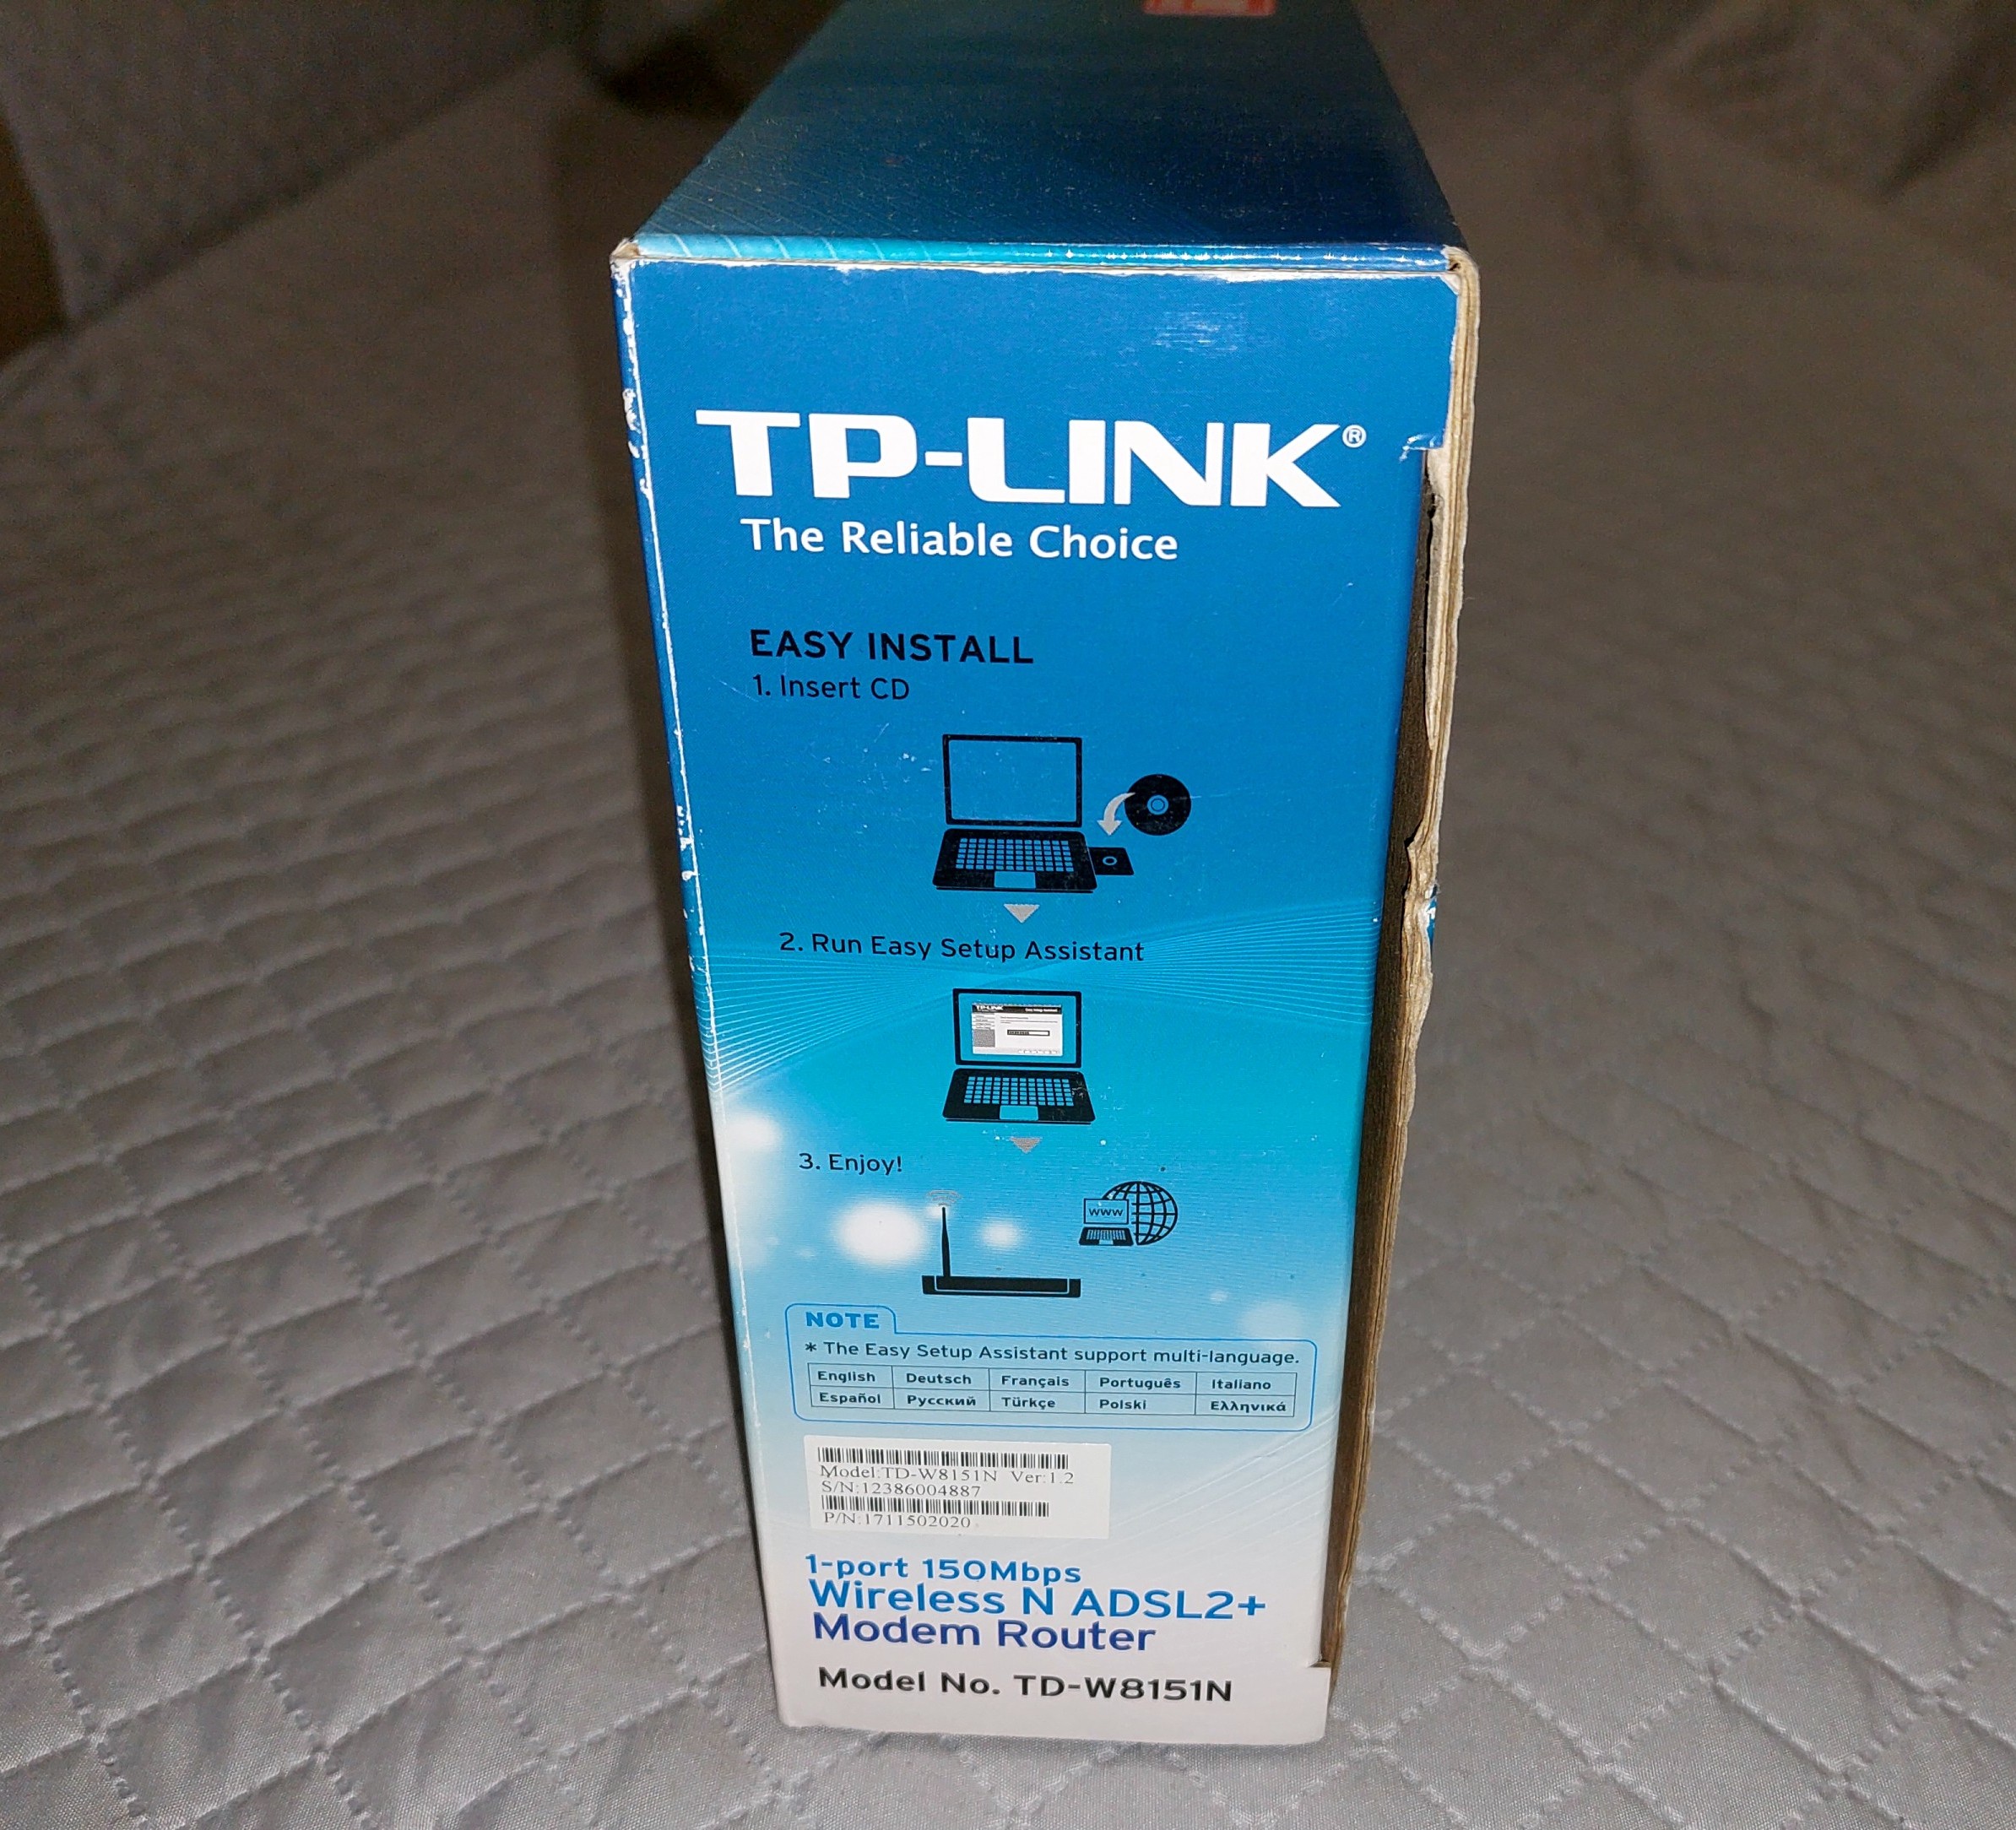 TP-LINK®
The Reliable Choice
EASY INSTALL
1. Insert CD
2. Run Easy Setup Assistant
TP-LINK
3. Enjoy!
www
NOTE
* The Easy Setup Assistant support multi-language.
English Deutsch Français Português Italiano
Español Русский Türkçe Polski Ελληνικά
Model:TD-W8151N Ver:1.2
S/N:12386004887
P/N:1711502020
1-port 150Mbps
Wireless N ADSL2+
Modem Router
Model No. TD-W8151N